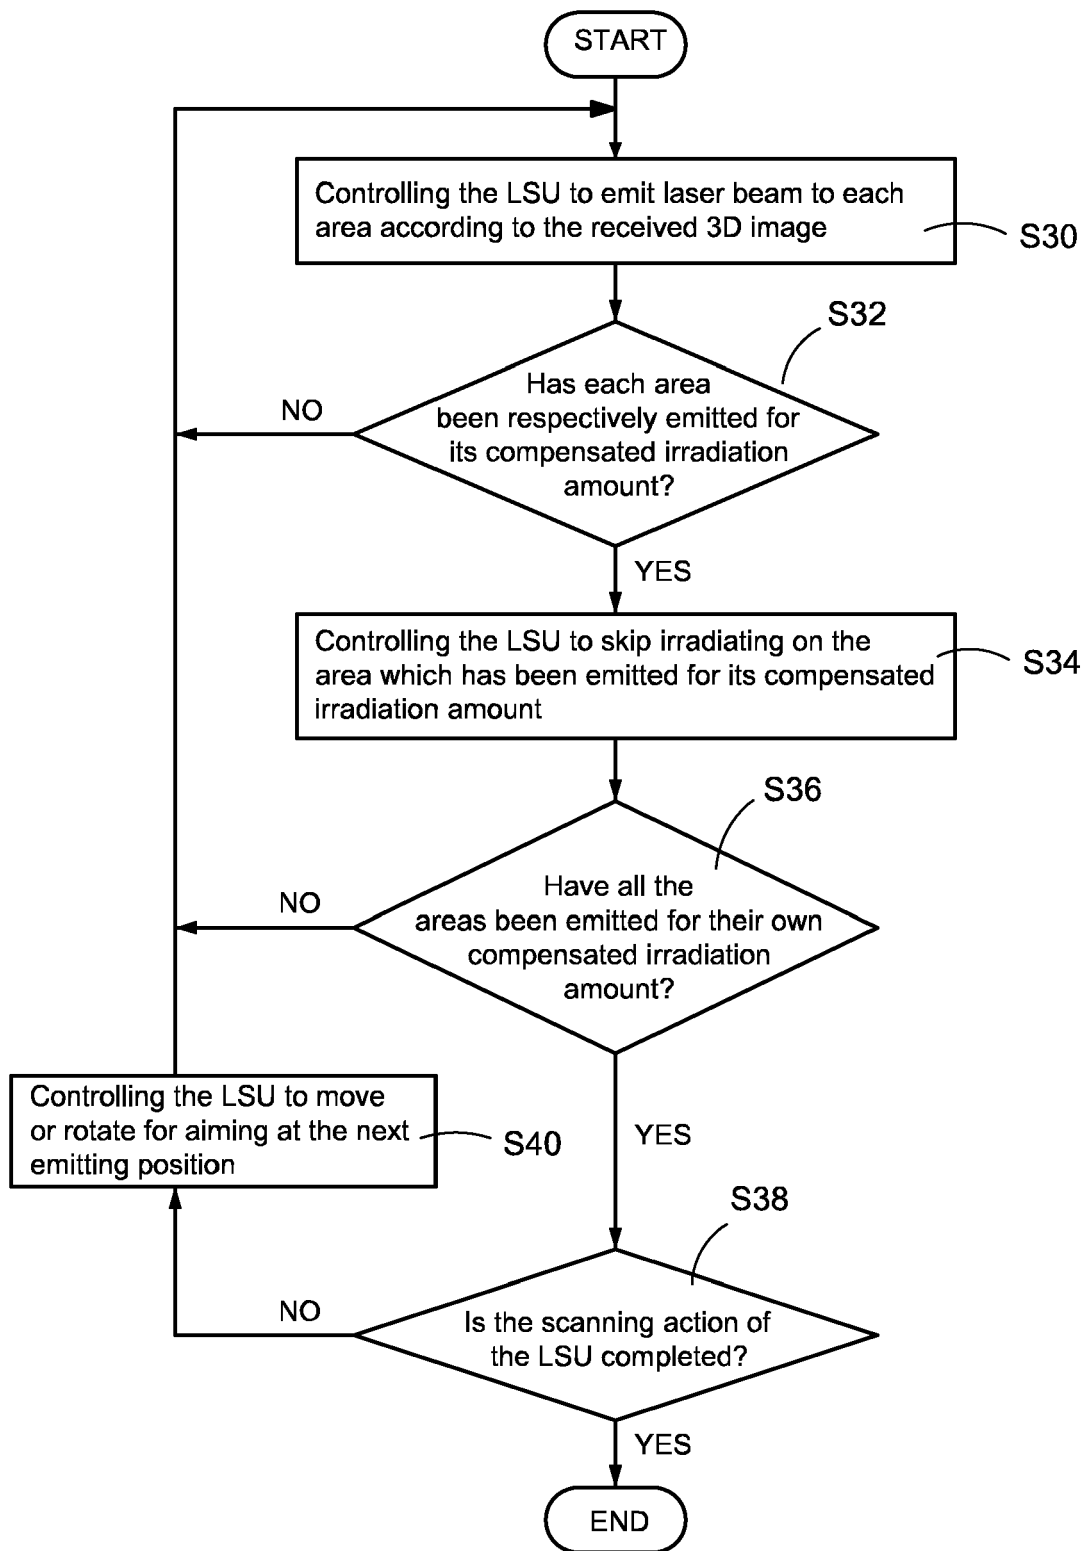 START
Controlling the LSU to emit laser beam to each
area according to the received 3D image
S30
S32
Has each area
been respectively emitted for
its compensated irradiation
amount?
NO
YES
Controlling the LSU to skip irradiating on the
area which has been emitted for its compensated
irradiation amount
S34
S36
Have all the
areas been emitted for their own
compensated irradiation
amount?
NO
YES
Controlling the LSU to move
or rotate for aiming at the next
emitting position
S40
S38
Is the scanning action of
the LSU completed?
NO
YES
END